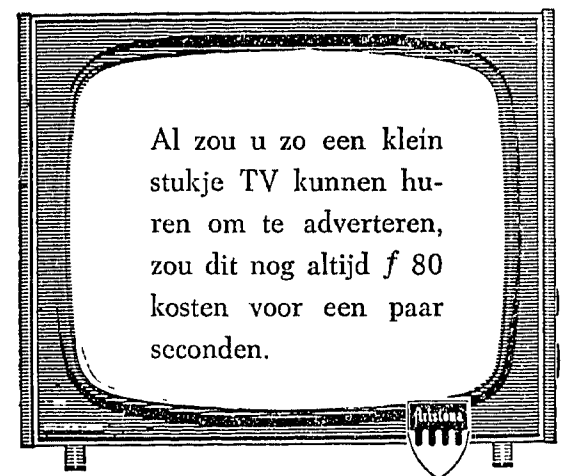 Al zou u zo een klein
stukje TV kunnen hu-
ren om te adverteren,
zou dit nog altijd f 80
kosten voor een paar
seconden.